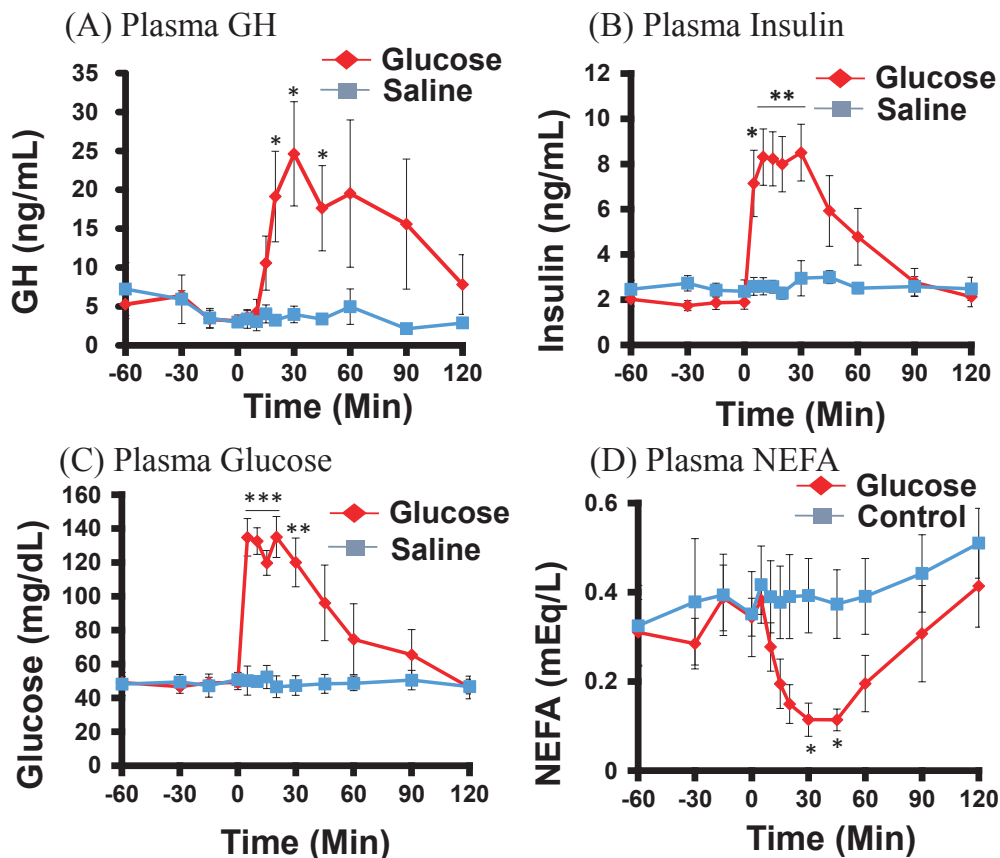 (A) Plasma GH
Glucose
Saline
35
30
25
20
15
10
5
0
*
*
*
GH (ng/mL)
-60 -30 0 30 60 90 120
Time (Min)
(B) Plasma Insulin
Glucose
Saline
12
10
8
6
4
2
0
*
**
Insulin (ng/mL)
-60 -30 0 30 60 90 120
Time (Min)
(C) Plasma Glucose
Glucose
Saline
160
140
120
100
80
60
40
20
0
***
**
Glucose (mg/dL)
-60 -30 0 30 60 90 120
Time (Min)
(D) Plasma NEFA
Glucose
Control
0.6
0.4
0.2
0
*
*
NEFA (mEq/L)
-60 -30 0 30 60 90 120
Time (Min)